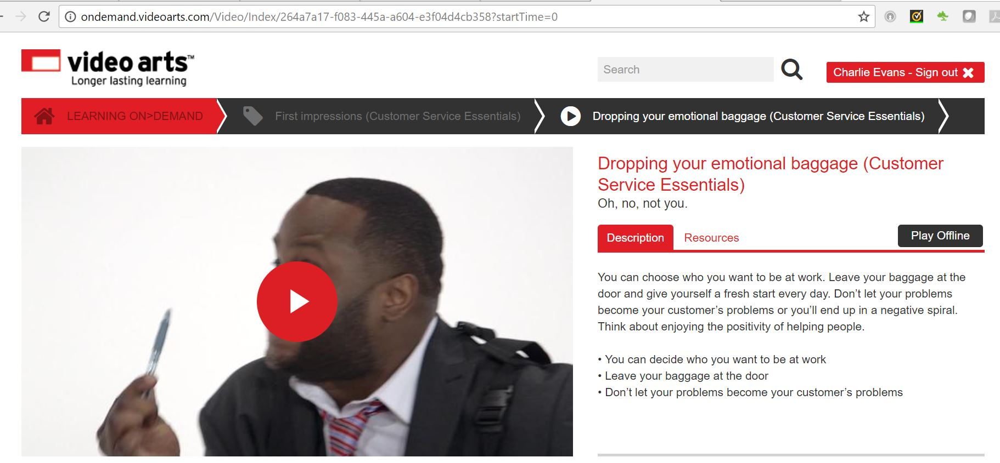 ondemand.videoarts.com/Video/Index/264a7a17-f083-445a-a604-e3f04d4cb358?startTime=0
video arts™
Longer lasting learning
Search
Charlie Evans - Sign out
LEARNING ON>DEMAND
First impressions (Customer Service Essentials)
Dropping your emotional baggage (Customer Service Essentials)
Dropping your emotional baggage (Customer
Service Essentials)
Oh, no, not you.
Description
Resources
Play Offline
You can choose who you want to be at work. Leave your baggage at the
door and give yourself a fresh start every day. Don’t let your problems
become your customer’s problems or you’ll end up in a negative spiral.
Think about enjoying the positivity of helping people.
• You can decide who you want to be at work
• Leave your baggage at the door
• Don’t let your problems become your customer’s problems